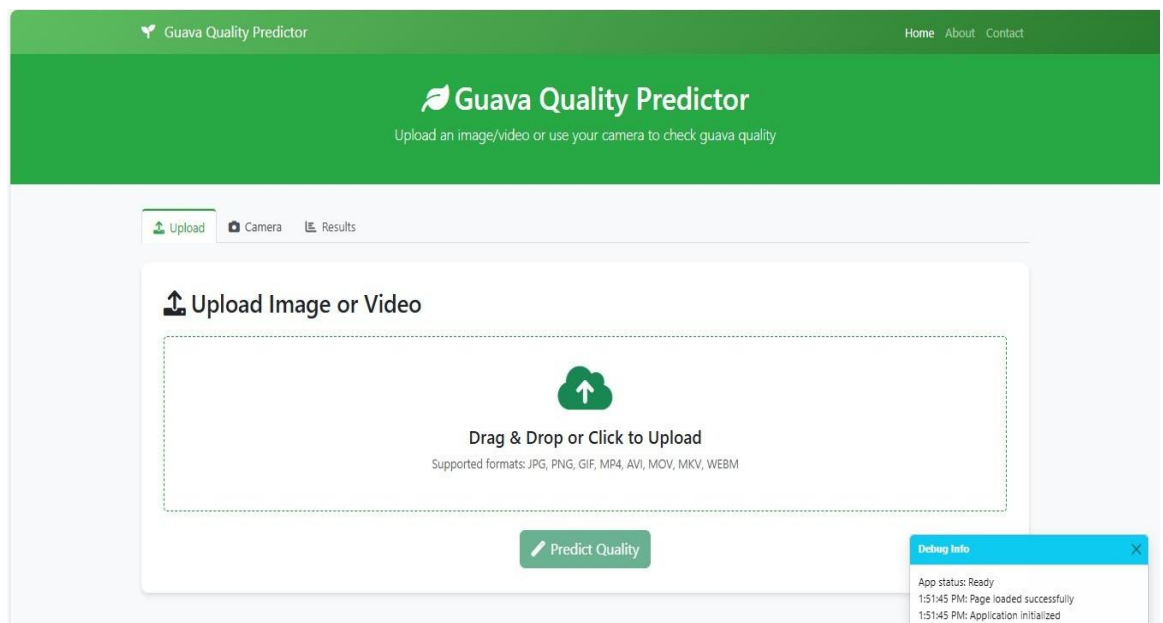 Guava Quality Predictor
Home About Contact
Guava Quality Predictor
Upload an image/video or use your camera to check guava quality
Upload Camera Results
Upload Image or Video
Drag & Drop or Click to Upload
Supported formats: JPG, PNG, GIF, MP4, AVI, MOV, MKV, WEBM
Predict Quality
Debug Info
App status: Ready
1:51:45 PM: Page loaded successfully
1:51:45 PM: Application initialized